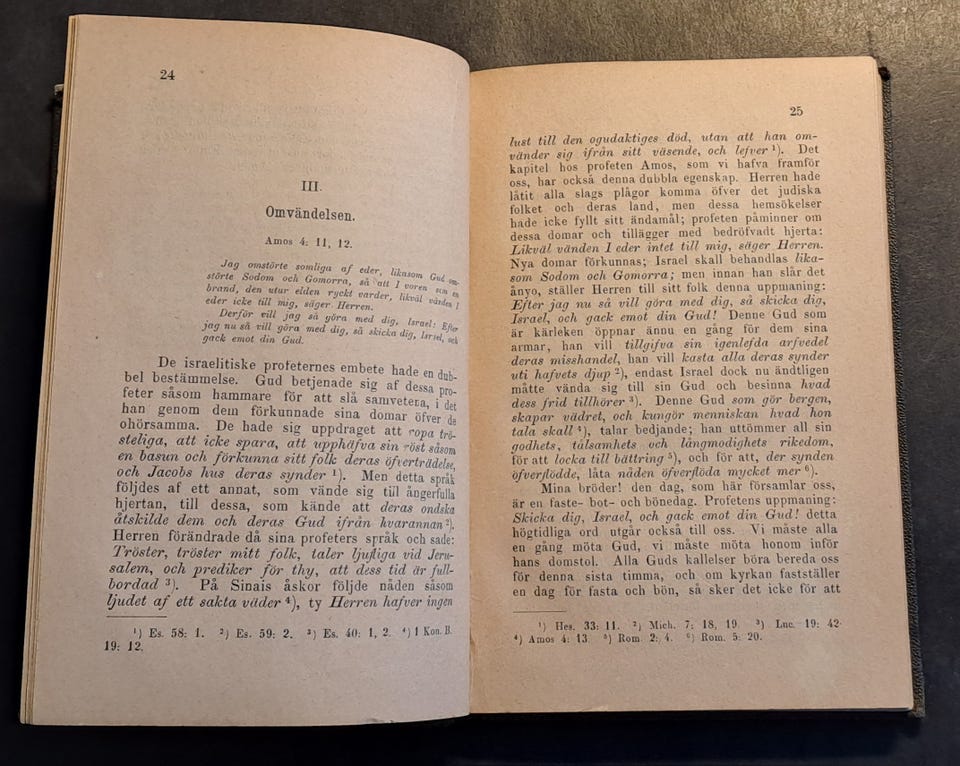 24
III.
Omvändelsen.
Amos 4: 11, 12.
Jag omstörte somliga af eder, likasom Gud om-
störte Sodom och Gomorra, så att I voren som en
brand, den utur elden ryckt varder, likväl vänden I
eder icke till mig, säger Herren.
Derför vill jag så göra med dig, Israel: Efter
jag nu så vill göra med dig, så skicka dig, Israel, och
gack emot din Gud.
De israelitiske profeternes embete hade en dub-
bel bestämmelse. Gud betjenade sig af dessa pro-
feter såsom hammare för att slå samvetena, i det
han genom dem förkunnade sina domar öfver de
ohörsamma. De hade sig uppdraget att ropa trö-
steliga, att icke spara, att upphäfva sin röst såsom
en basun och förkunna sitt folk deras öfverträdelse,
och Jacobs hus deras synder ¹). Men detta språk
följdes af ett annat, som vände sig till ångerfulla
hjertan, till dessa, som kände att deras ondska
åtskilde dem och deras Gud ifrån hvarannan ²).
Herren förändrade då sina profeters språk och sade:
Tröster, tröster mitt folk, taler ljufliga vid Jeru-
salem, och prediker för thy, att dess tid är full-
bordad ³). På Sinais åskor följde nåden såsom
ljudet af ett sakta väder ⁴), ty Herren hafver ingen
¹) Es. 58: 1. ²) Es. 59: 2. ³) Es. 40: 1, 2. ⁴) 1 Kon. B.
19: 12.
25
lust till den ogudaktiges död, utan att han om-
vänder sig ifrån sitt väsende, och lefver ¹). Det
kapitel hos profeten Amos, som vi hafva framför
oss, har också denna dubbla egenskap. Herren hade
låtit alla slags plågor komma öfver det judiska
folket och deras land, men dessa hemsökelser
hade icke fyllt sitt ändamål; profeten påminner om
dessa domar och tillägger med bedröfvadt hjerta:
Likväl vänden I eder intet till mig, säger Herren.
Nya domar förkunnas; Israel skall behandlas lika-
som Sodom och Gomorra; men innan han slår det
ånyo, ställer Herren till sitt folk denna uppmaning:
Efter jag nu så vill göra med dig, så skicka dig,
Israel, och gack emot din Gud! Denne Gud som
är kärleken öppnar ännu en gång för dem sina
armar, han vill tillgifva sin igenlefda arfvedel
deras misshandel, han vill kasta alla deras synder
uti hafvets djup ²), endast Israel dock nu ändtligen
måtte vända sig till sin Gud och besinna hvad
dess frid tillhörer ³). Denne Gud som gör bergen,
skapar vädret, och kungör menniskan hvad hon
tala skall ⁴), talar bedjande; han uttömmer all sin
godhets, tålsamhets och långmodighets rikedom,
för att locka till bättring ⁵), och för att, der synden
öfverflödde, låta nåden öfverflöda mycket mer ⁶).
Mina bröder! den dag, som här församlar oss,
är en faste- bot- och bönedag. Profetens uppmaning:
Skicka dig, Israel, och gack emot din Gud! detta
högtidliga ord utgår också till oss. Vi måste alla
en gång möta Gud, vi måste möta honom inför
hans domstol. Alla Guds kallelser böra bereda oss
för denna sista timma, och om kyrkan fastställer
en dag för fasta och bön, så sker det icke för att
¹) Hes. 33: 11. ²) Mich. 7: 18, 19. ³) Luc. 19: 42.
⁴) Amos 4: 13. ⁵) Rom. 2: 4. ⁶) Rom. 5: 20.